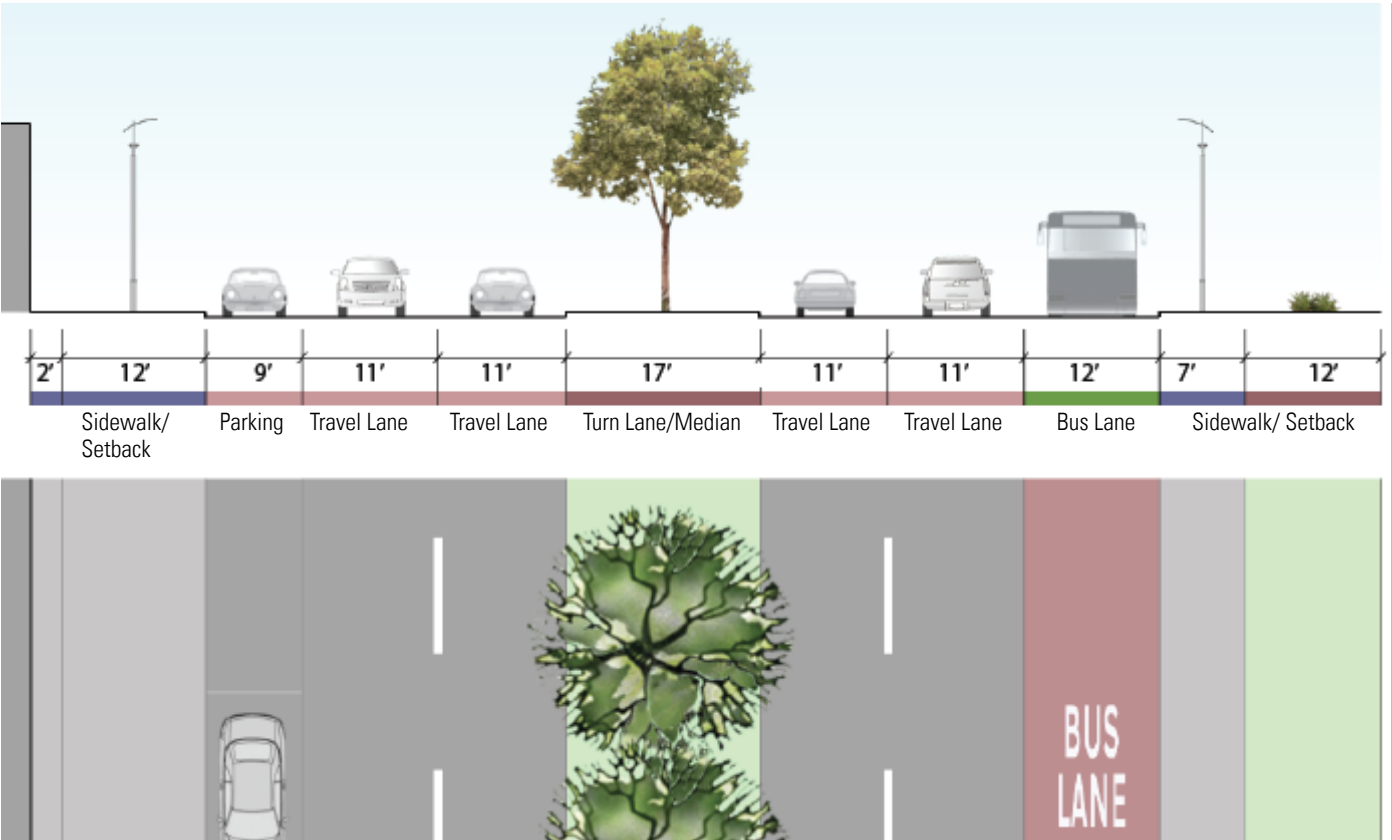 2′ 12′ 9′ 11′ 11′ 17′ 11′ 11′ 12′ 7′ 12′
Sidewalk/ Parking Travel Lane Travel Lane Turn Lane/Median Travel Lane Travel Lane Bus Lane Sidewalk/ Setback
Setback
BUS
LANE